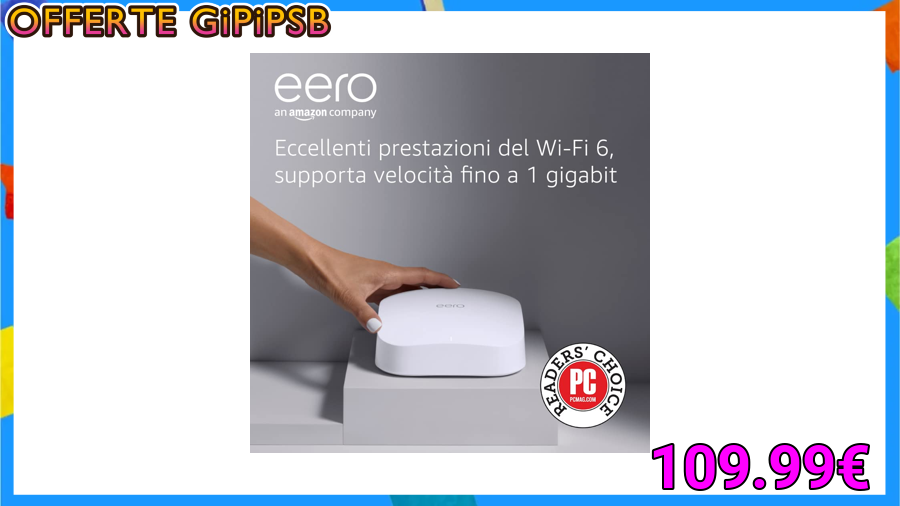 OFFERTE GiPiPSB
eero
an amazon company
Eccellenti prestazioni del Wi-Fi 6,
supporta velocità fino a 1 gigabit
eero
READERS' CHOICE
PC
PCMAG.COM
109.99€